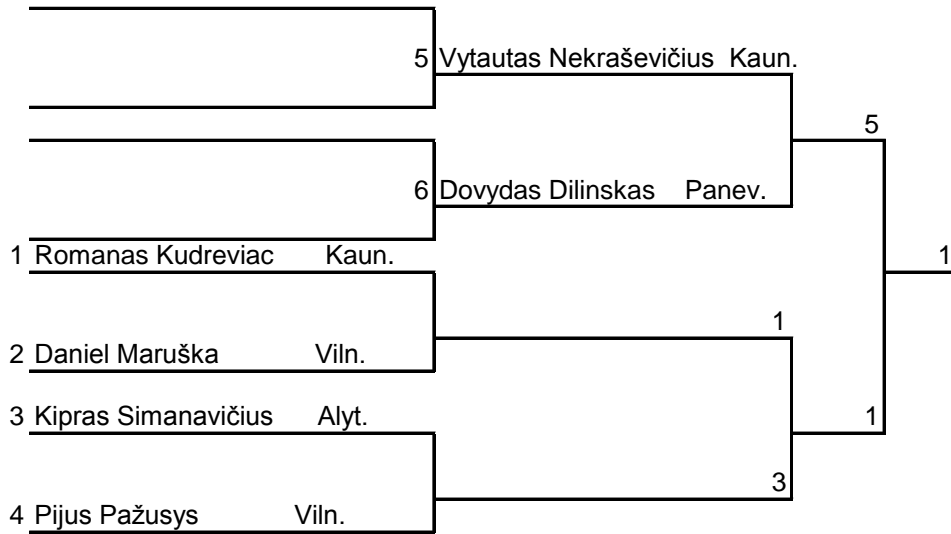 5 Vytautas Nekraševičius Kaun.
5
6 Dovydas Dilinskas Panev.
1 Romanas Kudreviac Kaun.
1
1
2 Daniel Maruška Viln.
3 Kipras Simanavičius Alyt.
1
3
4 Pijus Pažusys Viln.